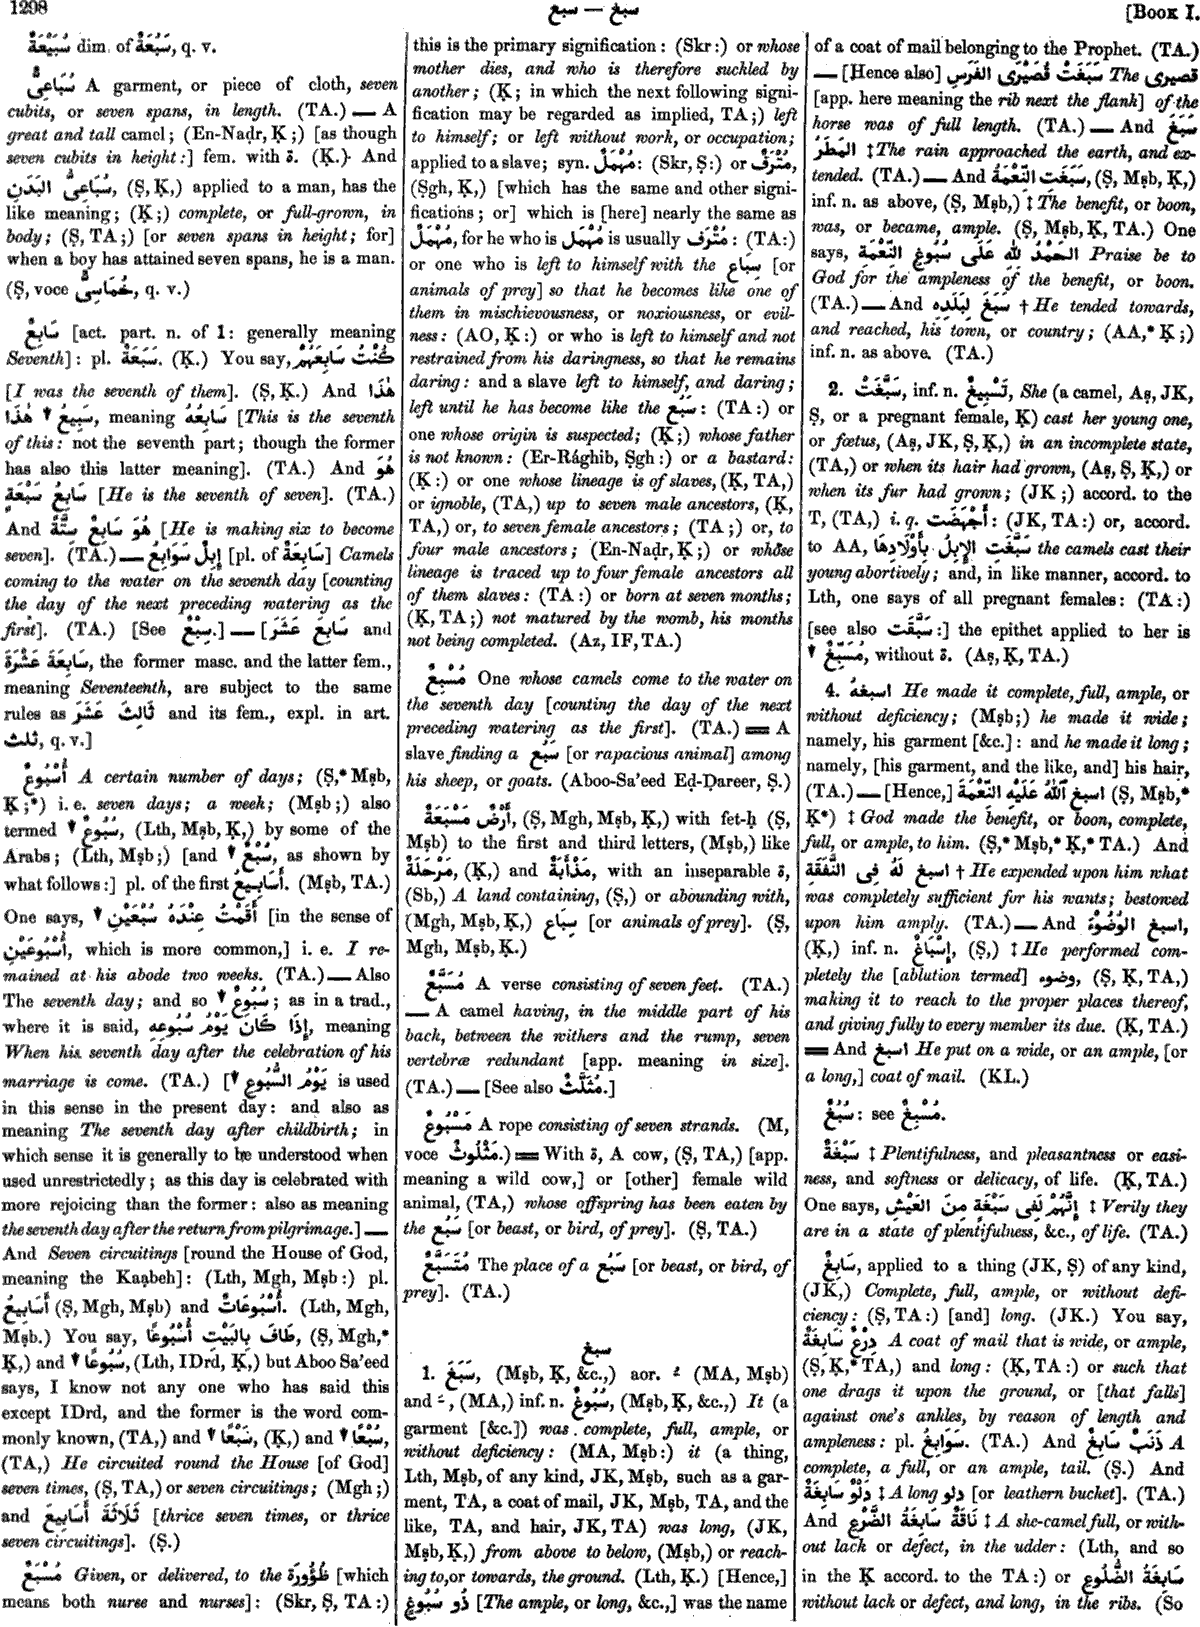 1298
سبع — سبغ
[BOOK I.
سُبَيْعَةٌ dim. of سَبُعَةٌ, q. v.
سُبَاعِىٌّ A garment, or piece of cloth, seven
cubits, or seven spans, in length. (TA.) — A
great and tall camel; (En-Naḍr, Ḳ;) [as though
seven cubits in height:] fem. with ة. (Ḳ.) And
سُبَاعِىُّ البَدَنِ, (Ṣ, Ḳ,) applied to a man, has the
like meaning; (Ḳ;) complete, or full-grown, in
body; (Ṣ, TA;) [or seven spans in height; for]
when a boy has attained seven spans, he is a man.
(Ṣ, voce خُمَاسِىٌّ, q. v.)
سَابِعٌ [act. part. n. of 1: generally meaning
Seventh]: pl. سَبَعَةٌ. (Ḳ.) You say, كُنْتُ سَابِعَهُمْ
[I was the seventh of them]. (Ṣ, Ḳ.) And هٰذَا
سَبِيعُ هٰذَا, meaning سَابِعُهُ [This is the seventh
of this: not the seventh part; though the former
has also this latter meaning]. (TA.) And هُوَ
سَابِعُ سَبْعَةٍ [He is the seventh of seven]. (TA.)
And هُوَ سَابِعٌ سِتَّةً [He is making six to become
seven]. (TA.) — إِبِلٌ سَوَابِعُ [pl. of سَابِعَةٌ] Camels
coming to the water on the seventh day [counting
the day of the next preceding watering as the
first]. (TA.) [See سِبْعٌ.] — [سَابِعَ عَشَرَ and
سَابِعَةَ عَشْرَةَ, the former masc. and the latter fem.,
meaning Seventeenth, are subject to the same
rules as ثَالِثَ عَشَرَ and its fem., expl. in art.
ثلث, q. v.]
أُسْبُوعٌ A certain number of days; (Ṣ,* Mṣb,
Ḳ;*) i. e. seven days; a week; (Mṣb;) also
termed سُبُوعٌ, (Lth, Mṣb, Ḳ,) by some of the
Arabs; (Lth, Mṣb;) [and سُبْعٌ, as shown by
what follows:] pl. of the first أَسَابِيعُ. (Mṣb, TA.)
One says, أَقَمْتُ عِنْدَهُ سُبْعَيْنِ [in the sense of
أُسْبُوعَيْنِ, which is more common,] i. e. I re-
mained at his abode two weeks. (TA.) — Also
The seventh day; and so سُبُوعٌ; as in a trad.,
where it is said, إِذَا كَانَ يَوْمُ سُبُوعِهِ, meaning
When his seventh day after the celebration of his
marriage is come. (TA.) [يَوْمُ السُّبُوعِ is used
in this sense in the present day: and also as
meaning The seventh day after childbirth; in
which sense it is generally to be understood when
used unrestrictedly; as this day is celebrated with
more rejoicing than the former: also as meaning
the seventh day after the return from pilgrimage.] —
And Seven circuitings [round the House of God,
meaning the Kaạbeh]: (Lth, Mgh, Mṣb:) pl.
أَسَابِيعُ (Ṣ, Mgh, Mṣb) and أُسْبُوعَاتٌ. (Lth, Mgh,
Mṣb.) You say, طَافَ بِالبَيْتِ أُسْبُوعًا, (Ṣ, Mgh,*
Ḳ,) and سُبُوعًا, (Lth, IDrd, Ḳ,) but Aboo Sa'eed
says, I know not any one who has said this
except IDrd, and the former is the word com-
monly known, (TA,) and سَبْعًا, (Ḳ,) and سُبْعًا,
(TA,) He circuited round the House [of God]
seven times, (Ṣ, TA,) or seven circuitings; (Mgh;)
and ثَلَاثَةَ أَسَابِيعَ [thrice seven times, or thrice
seven circuitings]. (Ṣ.)
مُسْبَعٌ Given, or delivered, to the ظُؤُورَة [which
means both nurse and nurses]: (Skr, Ṣ, TA:)
this is the primary signification: (Skr:) or whose
mother dies, and who is therefore suckled by
another; (Ḳ; in which the next following signi-
fication may be regarded as implied, TA;) left
to himself; or left without work, or occupation;
applied to a slave; syn. مُهْمَلٌ: (Skr, Ṣ:) or مُتْرَفٌ,
(Ṣgh, Ḳ,) [which has the same and other signi-
fications; or] which is [here] nearly the same as
مُهْمَلٌ, for he who is مُهْمَل is usually مُتْرَف: (TA:)
or one who is left to himself with the سِبَاع [or
animals of prey] so that he becomes like one of
them in mischievousness, or noxiousness, or evil-
ness: (AO, Ḳ:) or who is left to himself and not
restrained from his daringness, so that he remains
daring: and a slave left to himself, and daring;
left until he has become like the سَبُع: (TA:) or
one whose origin is suspected; (Ḳ;) whose father
is not known: (Er-Rághib, Ṣgh:) or a bastard:
(Ḳ:) or one whose lineage is of slaves, (Ḳ, TA,)
or ignoble, (TA,) up to seven male ancestors, (Ḳ,
TA,) or, to seven female ancestors; (TA;) or, to
four male ancestors; (En-Naḍr, Ḳ;) or whose
lineage is traced up to four female ancestors all
of them slaves: (TA:) or born at seven months;
(Ḳ, TA;) not matured by the womb, his months
not being completed. (Az, IF, TA.)
مُسْبِعٌ One whose camels come to the water on
the seventh day [counting the day of the next
preceding watering as the first]. (TA.) = A
slave finding a سَبُع [or rapacious animal] among
his sheep, or goats. (Aboo-Sa'eed Eḍ-Ḍareer, Ṣ.)
أَرْضٌ مَسْبَعَةٌ, (Ṣ, Mgh, Mṣb, Ḳ,) with fet-ḥ (Ṣ,
Mṣb) to the first and third letters, (Mṣb,) like
مَرْحَلَةٌ, (Ḳ,) and مَذْأَبَةٌ, with an inseparable ة,
(Sb,) A land containing, (Ṣ,) or abounding with,
(Mgh, Mṣb, Ḳ,) سِبَاع [or animals of prey]. (Ṣ,
Mgh, Mṣb, Ḳ.)
مُسَبَّعٌ A verse consisting of seven feet. (TA.)
— A camel having, in the middle part of his
back, between the withers and the rump, seven
vertebræ redundant [app. meaning in size].
(TA.) — [See also مُثَلَّثٌ.]
مَسْبُوعٌ A rope consisting of seven strands. (M,
voce مَثْلُوثٌ.) = With ة, A cow, (Ṣ, TA,) [app.
meaning a wild cow,] or [other] female wild
animal, (TA,) whose offspring has been eaten by
the سَبُع [or beast, or bird, of prey]. (Ṣ, TA.)
مُتَسَبَّعٌ The place of a سَبُع [or beast, or bird, of
prey]. (TA.)
سبغ
1. سَبَغَ, (Mṣb, Ḳ, &c.,) aor. ـُ (MA, Mṣb)
and ـَ, (MA,) inf. n. سُبُوغٌ, (Mṣb, Ḳ, &c.,) It (a
garment [&c.]) was complete, full, ample, or
without deficiency: (MA, Mṣb:) it (a thing,
Lth, Mṣb, of any kind, JK, Mṣb, such as a gar-
ment, TA, a coat of mail, JK, Mṣb, TA, and the
like, TA, and hair, JK, TA) was long, (JK,
Mṣb, Ḳ,) from above to below, (Mṣb,) or reach-
ing to, or towards, the ground. (Lth, Ḳ.) [Hence,]
ذُو سُبُوغٍ [The ample, or long, &c.,] was the name
of a coat of mail belonging to the Prophet. (TA.)
— [Hence also] سَبَغَتْ قُصَيْرَى الفَرَسِ The قصيرى
[app. here meaning the rib next the flank] of the
horse was of full length. (TA.) — And سَبَغَ
المَطَرُ ‡ The rain approached the earth, and ex-
tended. (TA.) — And سَبَغَتِ النِّعْمَةُ, (Ṣ, Mṣb, Ḳ,)
inf. n. as above, (Ṣ, Mṣb,) ‡ The benefit, or boon,
was, or became, ample. (Ṣ, Mṣb, Ḳ, TA.) One
says, الحَمْدُ لِلّٰهِ عَلَى سُبُوغِ النِّعْمَةِ Praise be to
God for the ampleness of the benefit, or boon.
(TA.) — And سَبَغَ لِبَلَدِهِ † He tended towards,
and reached, his town, or country; (AA,* Ḳ;)
inf. n. as above. (TA.)
2. سَبَّغَتْ, inf. n. تَسْبِيغٌ, She (a camel, Aṣ, JK,
Ṣ, or a pregnant female, Ḳ) cast her young one,
or fœtus, (Aṣ, JK, Ṣ, Ḳ,) in an incomplete state,
(TA,) or when its hair had grown, (Aṣ, Ṣ, Ḳ,) or
when its fur had grown; (JK;) accord. to the
T, (TA,) i. q. أَجْهَضَت: (JK, TA:) or, accord.
to AA, سَبَّغَتِ الإِبِلُ بِأَوْلَادِهَا the camels cast their
young abortively; and, in like manner, accord. to
Lth, one says of all pregnant females: (TA:)
[see also سَبَّقَت:] the epithet applied to her is
مُسَبِّغٌ, without ة. (Aṣ, Ḳ, TA.)
4. اسبغهُ He made it complete, full, ample, or
without deficiency; (Mṣb;) he made it wide;
namely, his garment [&c.]: and he made it long;
namely, [his garment, and the like, and] his hair,
(TA.) — [Hence,] اسبغ ٱللّٰهُ عَلَيْهِ النِّعْمَةَ (Ṣ, Mṣb,*
Ḳ*) ‡ God made the benefit, or boon, complete,
full, or ample, to him. (Ṣ,* Mṣb,* Ḳ,* TA.) And
اسبغ لَهُ فِى النَّفَقَةِ † He expended upon him what
was completely sufficient for his wants; bestowed
upon him amply. (TA.) — And اسبغ الوُضُوْءَ,
(Ḳ,) inf. n. إِسْبَاغٌ, (Ṣ,) ‡ He performed com-
pletely the [ablution termed] وضوء, (Ṣ, Ḳ, TA,)
making it to reach to the proper places thereof,
and giving fully to every member its due. (Ḳ, TA.)
= And اسبغ He put on a wide, or an ample, [or
a long,] coat of mail. (KL.)
سُبُغٌ: see مُسْبِغٌ.
سَبْغَةٌ ‡ Plentifulness, and pleasantness or easi-
ness, and softness or delicacy, of life. (Ḳ, TA.)
One says, إِنَّهُمْ لَفِى سَبْغَةٍ مِنَ العَيْشِ ‡ Verily they
are in a state of plentifulness, &c., of life. (TA.)
سَابِغٌ, applied to a thing (JK, Ṣ) of any kind,
(JK,) Complete, full, ample, or without defi-
ciency: (Ṣ, TA:) [and] long. (JK.) You say,
دِرْعٌ سَابِغَةٌ A coat of mail that is wide, or ample,
(Ṣ, Ḳ,* TA,) and long: (Ḳ, TA:) or such that
one drags it upon the ground, or [that falls]
against one's ankles, by reason of length and
ampleness: pl. سَوَابِغُ. (TA.) And ذَنَبٌ سَابِغٌ A
complete, a full, or an ample, tail. (Ṣ.) And
دَلْوٌ سَابِغَةٌ ‡ A long دلو [or leathern bucket]. (TA.)
And نَاقَةٌ سَابِغَةُ الضَّرْعِ ‡ A she-camel full, or with-
out lack or defect, in the udder: (Lth, and so
in the Ḳ accord. to the TA:) or سَابِغَةُ الضُّلُوعِ
without lack or defect, and long, in the ribs. (So